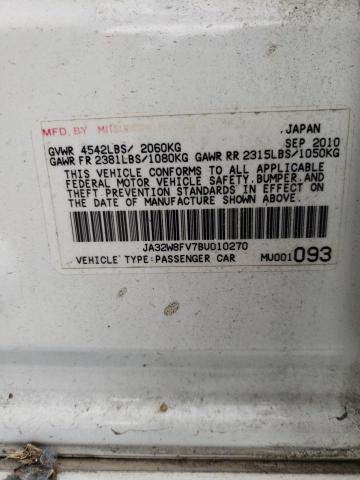 MFD. BY MITSUBISHI JAPAN
SEP 2010
GVWR 4542LBS/ 2060KG
GAWR FR 2381LBS/1080KG GAWR RR 2315LBS/1050KG
THIS VEHICLE CONFORMS TO ALL APPLICABLE
FEDERAL MOTOR VEHICLE SAFETY, BUMPER, AND
THEFT PREVENTION STANDARDS IN EFFECT ON
THE DATE OF MANUFACTURE SHOWN ABOVE.
JA32W8FV7BU010270
VEHICLE TYPE:PASSENGER CAR MU001093